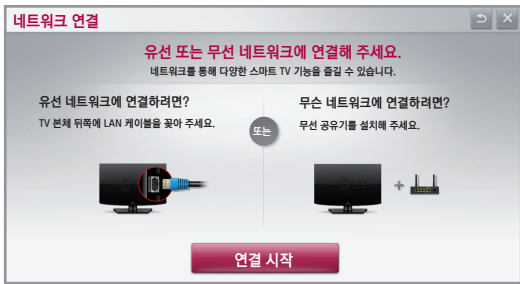 네트워크 연결
유선 또는 무선 네트워크에 연결해 주세요.
네트워크를 통해 다양한 스마트 TV 기능을 즐길 수 있습니다.
유선 네트워크에 연결하려면?
TV 본체 뒤쪽에 LAN 케이블을 꽂아 주세요.
또는
무슨 네트워크에 연결하려면?
무선 공유기를 설치해 주세요.
연결 시작